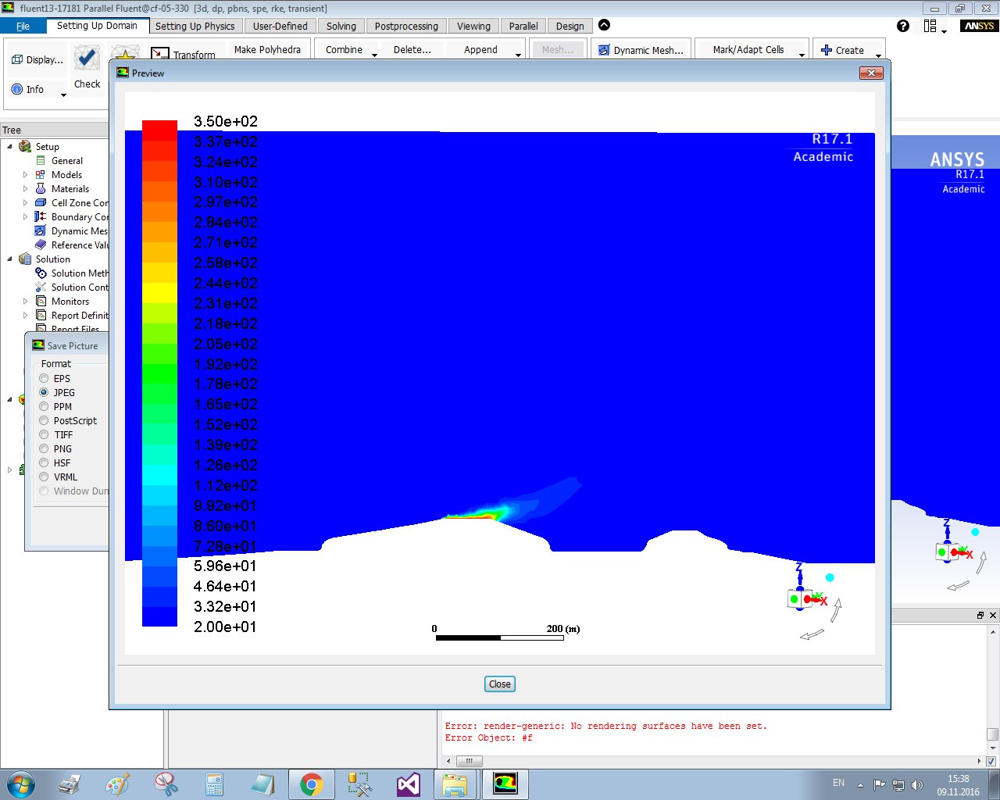 fluent13-17181 Parallel Fluent@cf-05-330 [3d, dp, pbns, spe, rke, transient]
File
Setting Up Domain
Setting Up Physics
User-Defined
Solving
Postprocessing
Viewing
Parallel
Design
ANSYS
Display...
Info
Check
Transform
Make Polyhedra
Combine
Delete...
Append
Mesh...
Dynamic Mesh...
Mark/Adapt Cells
Create
Preview
Tree
Setup
General
Models
Materials
Cell Zone Con
Boundary Con
Dynamic Mes
Reference Valu
Solution
Solution Meth
Solution Cont
Monitors
Report Definit
Report Files
Save Picture
Format
EPS
JPEG
PPM
PostScript
TIFF
PNG
HSF
VRML
Window Dun
3.50e+02
3.37e+02
3.24e+02
3.10e+02
2.97e+02
2.84e+02
2.71e+02
2.58e+02
2.44e+02
2.31e+02
2.18e+02
2.05e+02
1.92e+02
1.78e+02
1.65e+02
1.52e+02
1.39e+02
1.26e+02
1.12e+02
9.92e+01
8.60e+01
7.28e+01
5.96e+01
4.64e+01
3.32e+01
2.00e+01
R17.1
Academic
ANSYS
R17.1
Academic
Z
X
Z
X
0 200 (m)
Close
Error: render-generic: No rendering surfaces have been set.
Error Object: #f
EN
15:38
09.11.2016